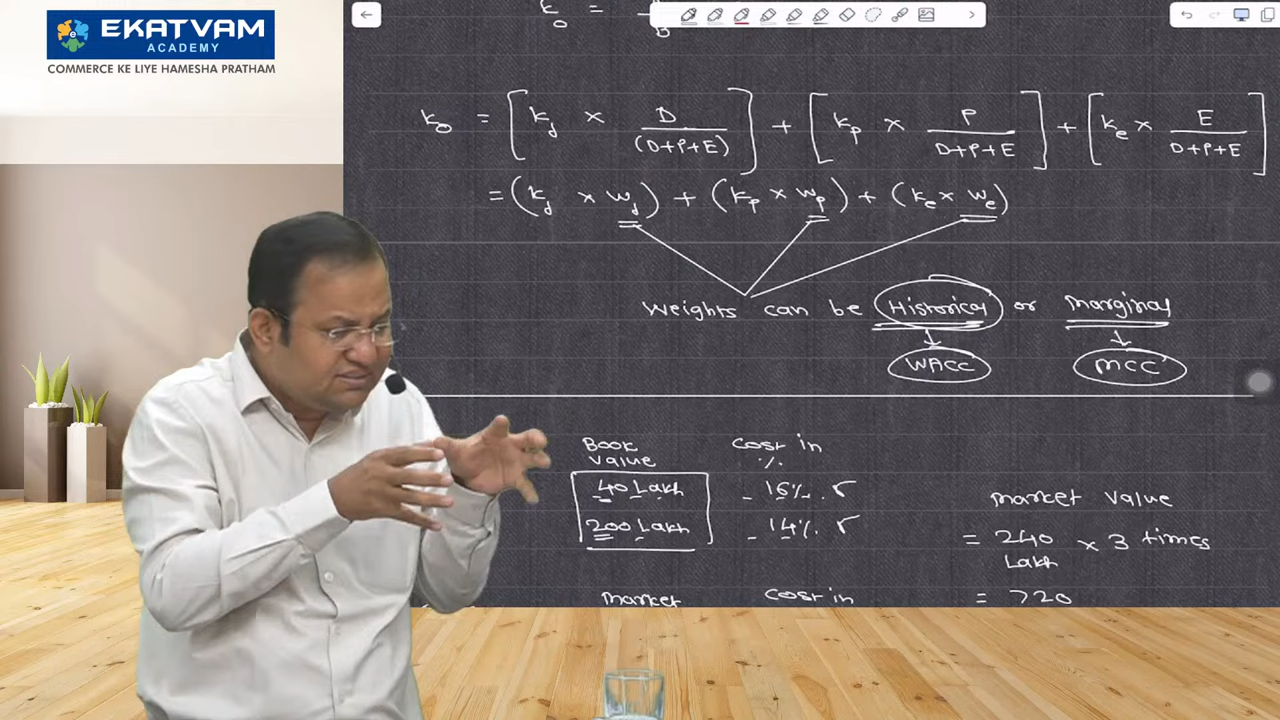 EKATVAM
ACADEMY
COMMERCE KE LIYE HAMESHA PRATHAM
k₀ =
k₀ = [kd × D/(D+P+E)] + [kp × P/D+P+E] + [ke × E/D+P+E]
= (kd × wd) + (kp × wp) + (ke × we)
Weights can be Historical or Marginal
WACC MCC
Book value Cost in %
40 Lakh - 15%.
200 Lakh - 14%.
market Cost in
market value
= 240 Lakh × 3 times
= 720